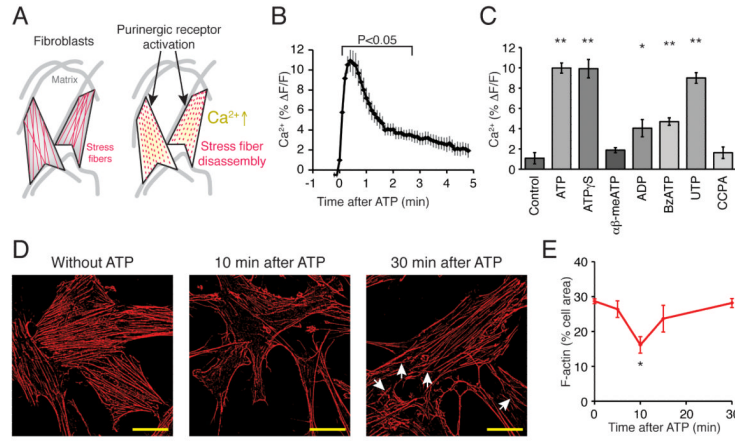 A
Fibroblasts
Purinergic receptor
activation
Matrix
Ca²⁺↑
Stress
fibers
Stress fiber
disassembly
B
P<0.05
Ca²⁺ (% ΔF/F)
12
10
8
6
4
2
0
-1 0 1 2 3 4 5
Time after ATP (min)
C
** ** * ** **
Ca²⁺ (% ΔF/F)
12
10
8
6
4
2
0
Control
ATP
ATPγS
αβ-meATP
ADP
BzATP
UTP
CCPA
D
Without ATP
10 min after ATP
30 min after ATP
E
F-actin (% cell area)
40
30
20
10
0
*
0 10 20 30
Time after ATP (min)